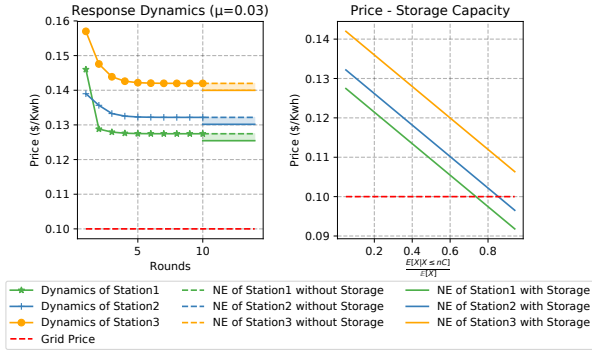 Response Dynamics (μ=0.03)
Price ($/Kwh)
0.16
0.15
0.14
0.13
0.12
0.11
0.10
5
10
Rounds
Price - Storage Capacity
Price ($/Kwh)
0.14
0.13
0.12
0.11
0.10
0.09
0.2
0.4
0.6
0.8
E[X|X ≤ nC]
E[X]
Dynamics of Station1
Dynamics of Station2
Dynamics of Station3
Grid Price
NE of Station1 without Storage
NE of Station2 without Storage
NE of Station3 without Storage
NE of Station1 with Storage
NE of Station2 with Storage
NE of Station3 with Storage